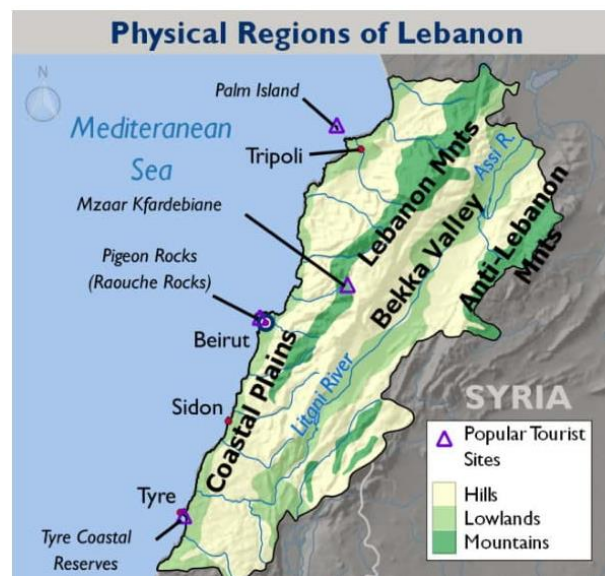 Physical Regions of Lebanon
N
Palm Island
Mediteranean
Sea
Tripoli
Mzaar Kfardebiane
Lebanon Mnts
Assi R.
Bekka Valley
Anti-Lebanon
Mnts
Pigeon Rocks
(Raouche Rocks)
Beirut
Coastal Plains
Litani River
Sidon
SYRIA
Tyre
Tyre Coastal
Reserves
Popular Tourist
Sites
Hills
Lowlands
Mountains